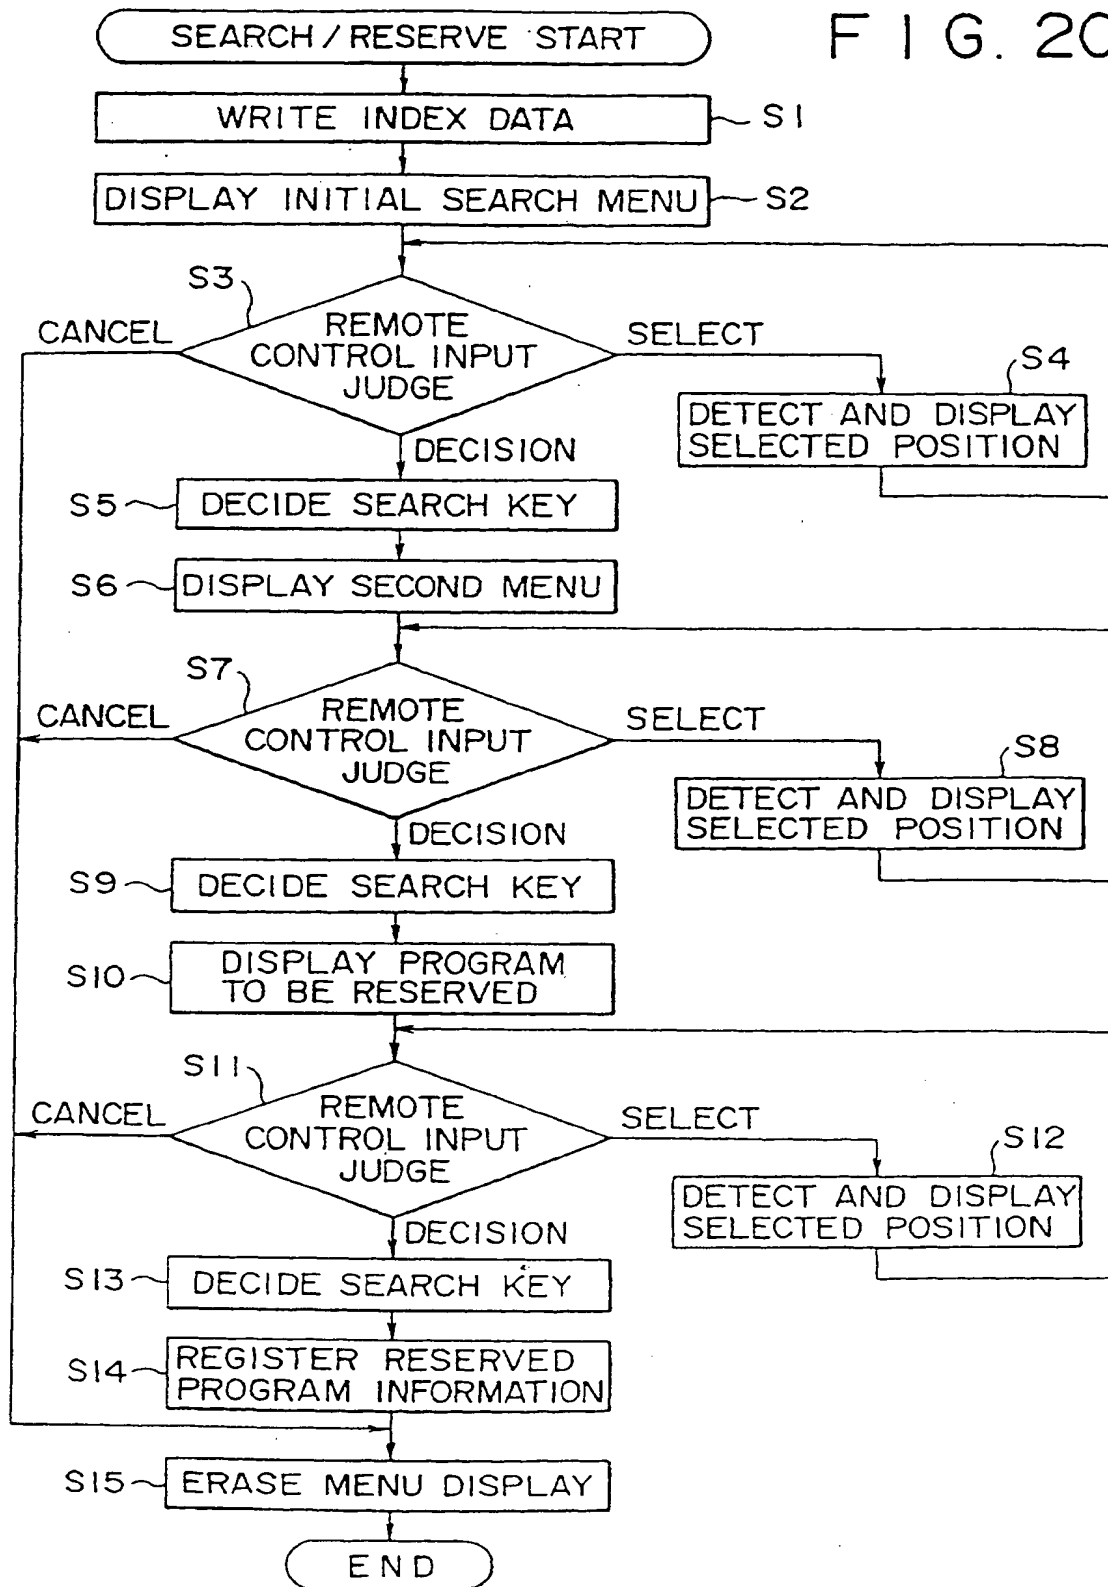 SEARCH / RESERVE START
FIG. 20
WRITE INDEX DATA
S1
DISPLAY INITIAL SEARCH MENU
S2
S3
CANCEL
REMOTE
CONTROL INPUT
JUDGE
SELECT
S4
DETECT AND DISPLAY
SELECTED POSITION
DECISION
S5
DECIDE SEARCH KEY
S6
DISPLAY SECOND MENU
S7
CANCEL
REMOTE
CONTROL INPUT
JUDGE
SELECT
S8
DETECT AND DISPLAY
SELECTED POSITION
DECISION
S9
DECIDE SEARCH KEY
S10
DISPLAY PROGRAM
TO BE RESERVED
S11
CANCEL
REMOTE
CONTROL INPUT
JUDGE
SELECT
S12
DETECT AND DISPLAY
SELECTED POSITION
DECISION
S13
DECIDE SEARCH KEY
S14
REGISTER RESERVED
PROGRAM INFORMATION
S15
ERASE MENU DISPLAY
END